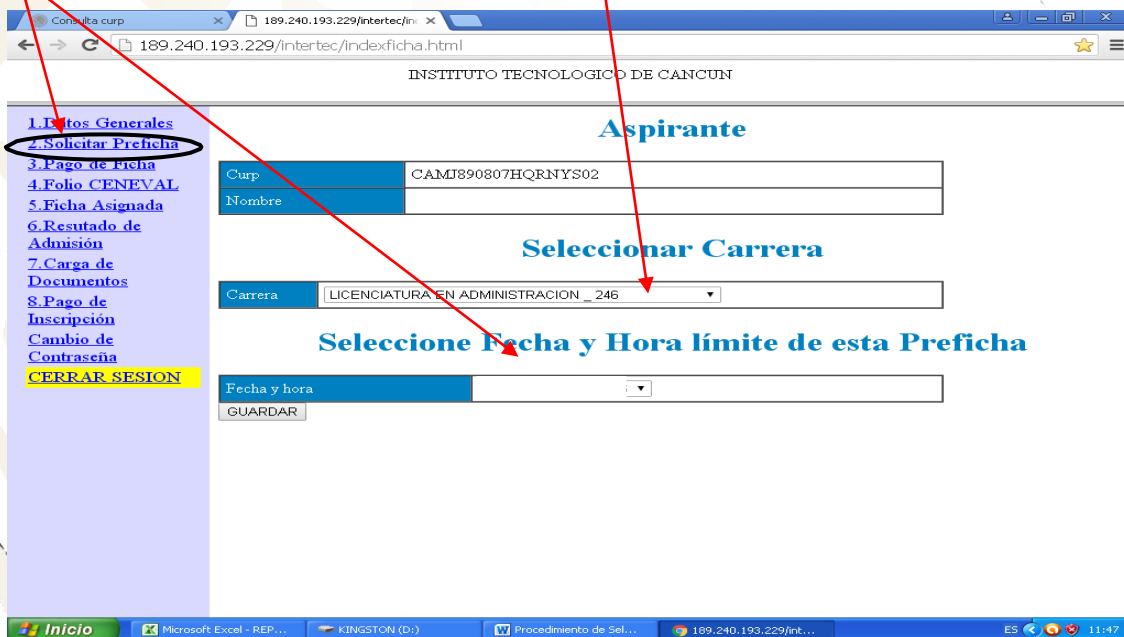 Consulta curp
189.240.193.229/intertec/in
189.240.193.229/intertec/indexficha.html
INSTITUTO TECNOLOGICO DE CANCUN
1.Datos Generales
2.Solicitar Preficha
3.Pago de Ficha
4.Folio CENEVAL
5.Ficha Asignada
6.Resutado de
Admisión
7.Carga de
Documentos
8.Pago de
Inscripción
Cambio de
Contraseña
CERRAR SESION
Aspirante
Curp CAMJ890807HQRNYS02
Nombre
Seleccionar Carrera
Carrera LICENCIATURA EN ADMINISTRACION _ 246
Seleccione Fecha y Hora límite de esta Preficha
Fecha y hora
GUARDAR
Inicio Microsoft Excel - REP... KINGSTON (D:) Procedimiento de Sel... 189.240.193.229/int... ES 11:47